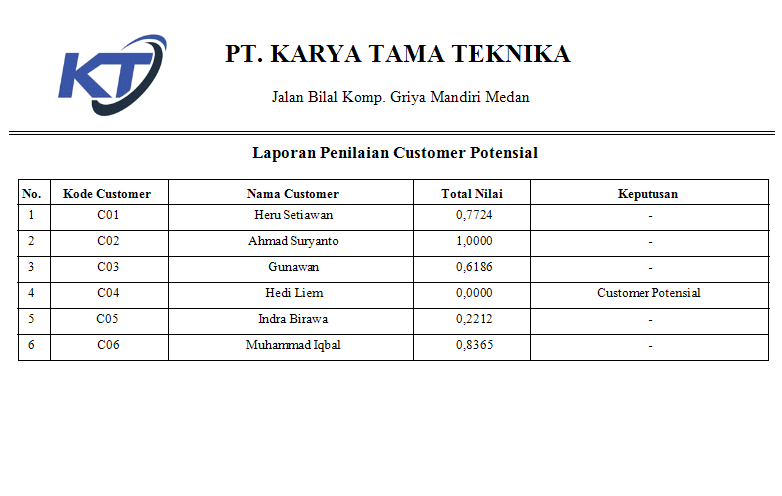 KT
PT. KARYA TAMA TEKNIKA
Jalan Bilal Komp. Griya Mandiri Medan
Laporan Penilaian Customer Potensial
No. Kode Customer Nama Customer Total Nilai Keputusan
1 C01 Heru Setiawan 0,7724 -
2 C02 Ahmad Suryanto 1,0000 -
3 C03 Gunawan 0,6186 -
4 C04 Hedi Liem 0,0000 Customer Potensial
5 C05 Indra Birawa 0,2212 -
6 C06 Muhammad Iqbal 0,8365 -